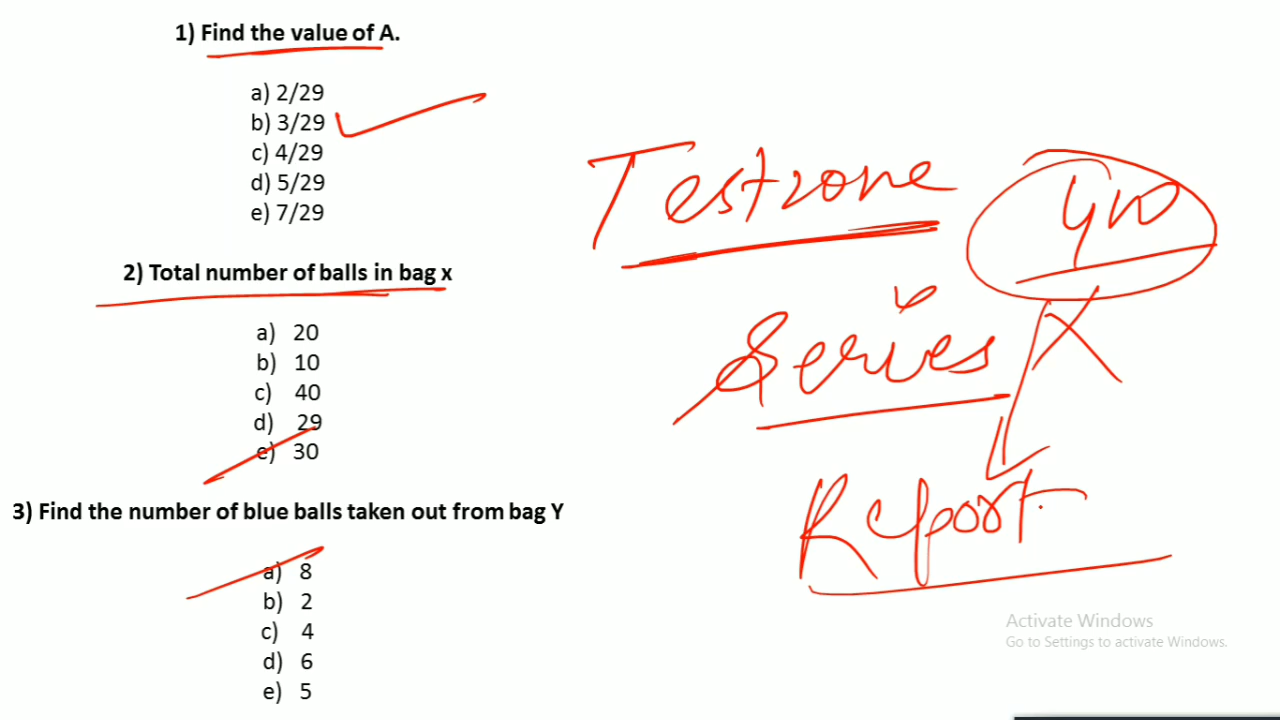 1) Find the value of A.
a) 2/29
b) 3/29
c) 4/29
d) 5/29
e) 7/29
2) Total number of balls in bag x
a) 20
b) 10
c) 40
d) 29
e) 30
3) Find the number of blue balls taken out from bag Y
a) 8
b) 2
c) 4
d) 6
e) 5
Testzone
Series
Report
Activate Windows
Go to Settings to activate Windows.